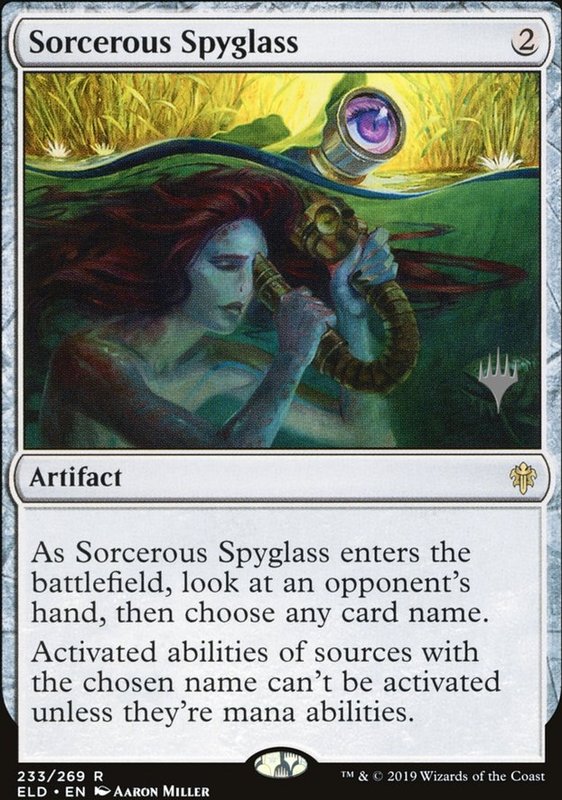 Sorcerous Spyglass 2
Artifact
As Sorcerous Spyglass enters the
battlefield, look at an opponent's
hand, then choose any card name.
Activated abilities of sources with
the chosen name can't be activated
unless they're mana abilities.
233/269 R
ELD • EN Aaron Miller
™ & © 2019 Wizards of the Coast